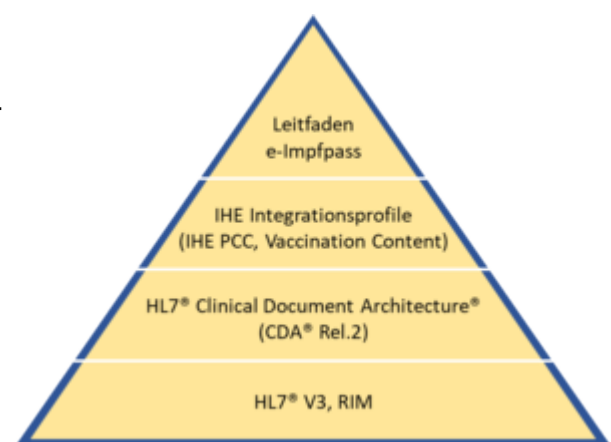 Leitfaden
e-Impfpass
IHE Integrationsprofile
(IHE PCC, Vaccination Content)
HL7® Clinical Document Architecture®
(CDA® Rel.2)
HL7® V3, RIM